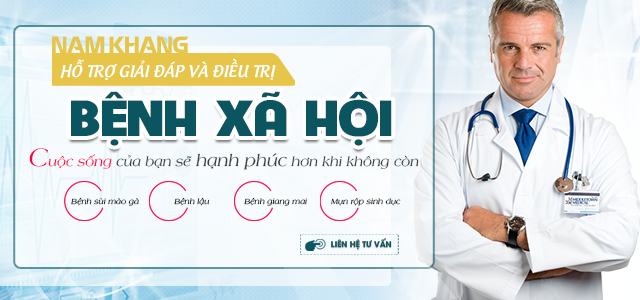 NAM KHANG
HỖ TRỢ GIẢI ĐÁP VÀ ĐIỀU TRỊ
BỆNH XÃ HỘI
Cuộc sống của bạn sẽ hạnh phúc hơn khi không còn
Bệnh sùi mào gà Bệnh lậu Bệnh giang mai Mụn rộp sinh dục
LIÊN HỆ TƯ VẤN